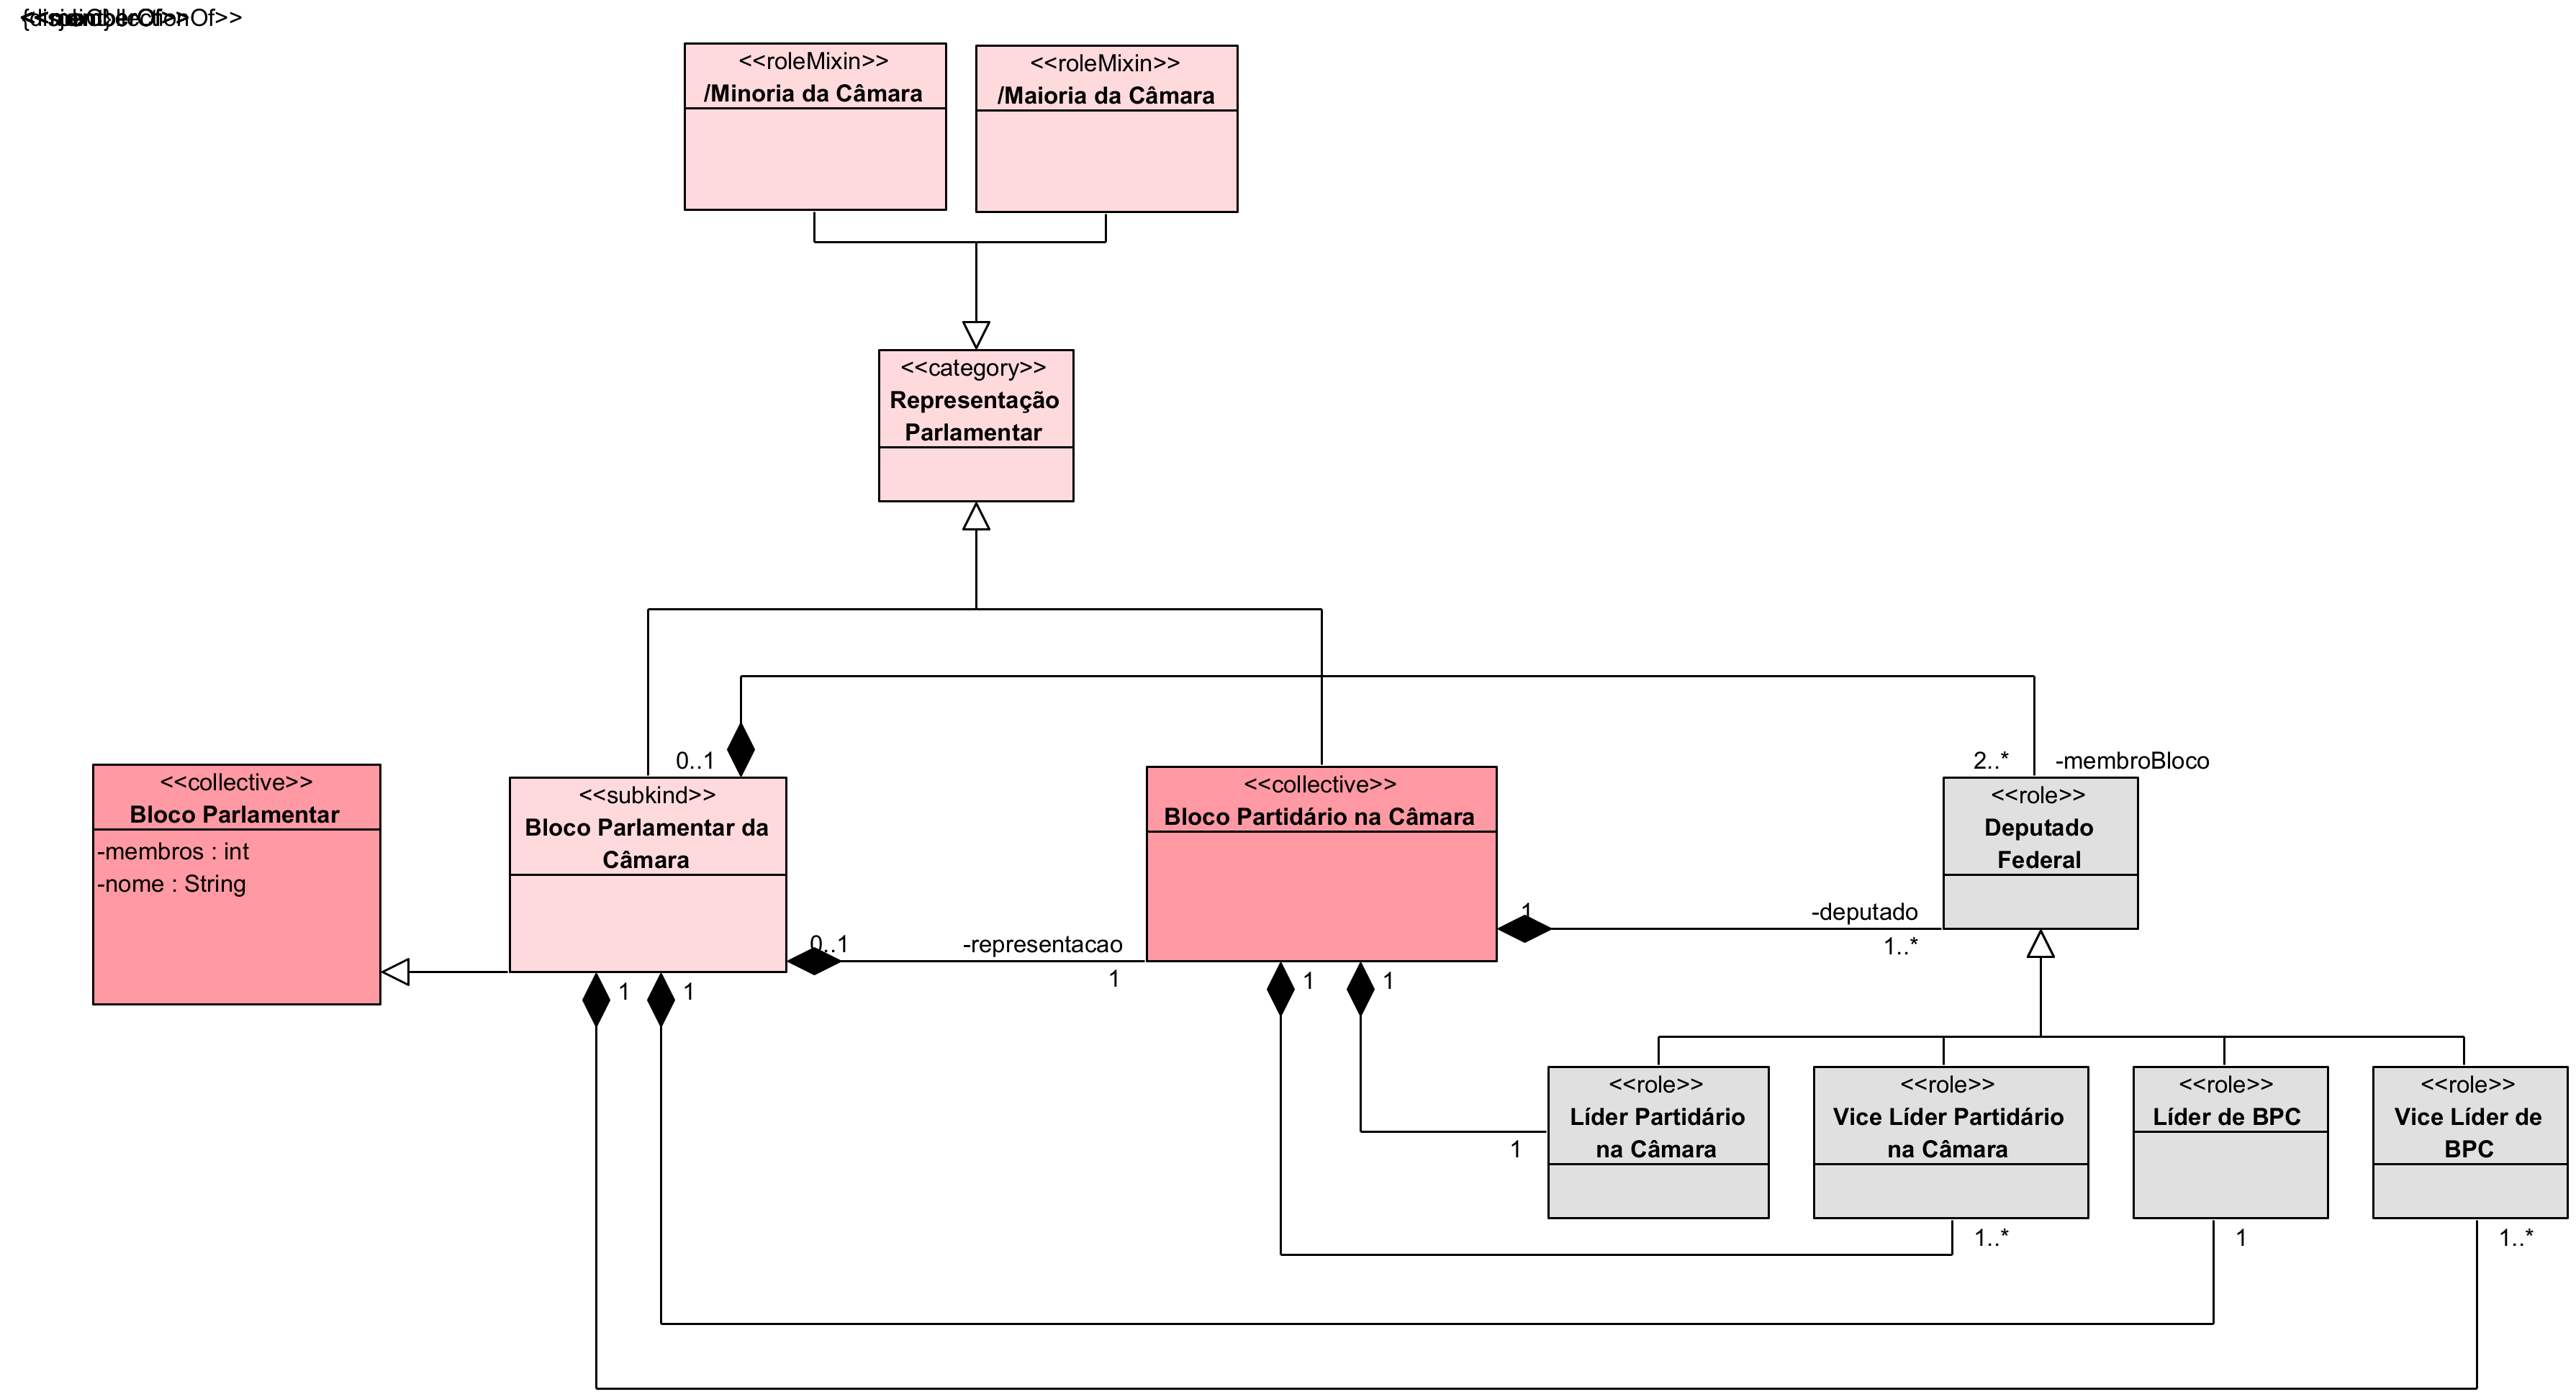 <<roleMixin>>
/Minoria da Câmara
<<roleMixin>>
/Maioria da Câmara
<<category>>
Representação
Parlamentar
<<collective>>
Bloco Parlamentar
-membros : int
-nome : String
0..1
<<subkind>>
Bloco Parlamentar da
Câmara
0..1
-representacao
1
1
1
<<collective>>
Bloco Partidário na Câmara
1
1
1
2..*
-membroBloco
<<role>>
Deputado
Federal
-deputado
1..*
<<role>>
Líder Partidário
na Câmara
1
<<role>>
Vice Líder Partidário
na Câmara
1..*
<<role>>
Líder de BPC
1
<<role>>
Vice Líder de
BPC
1..*